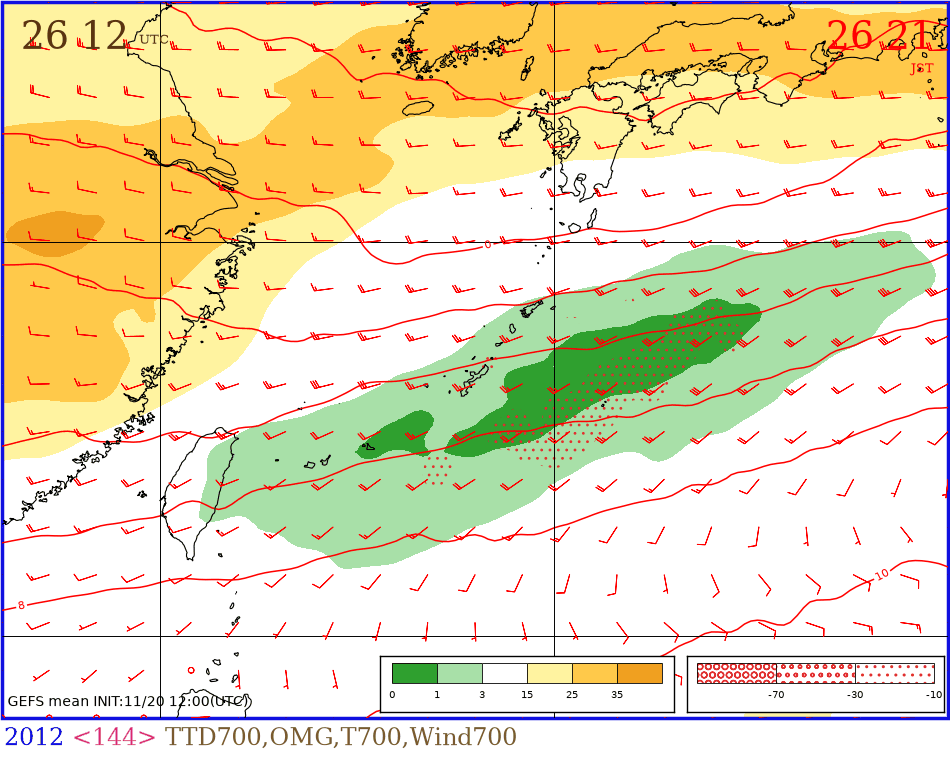 26 12 UTC
26 21
JST
0
10
8
0 1 3 15 25 35
-70 -30 -10
GEFS mean INIT:11/20 12:00(UTC)
2012 <144> TTD700,OMG,T700,Wind700